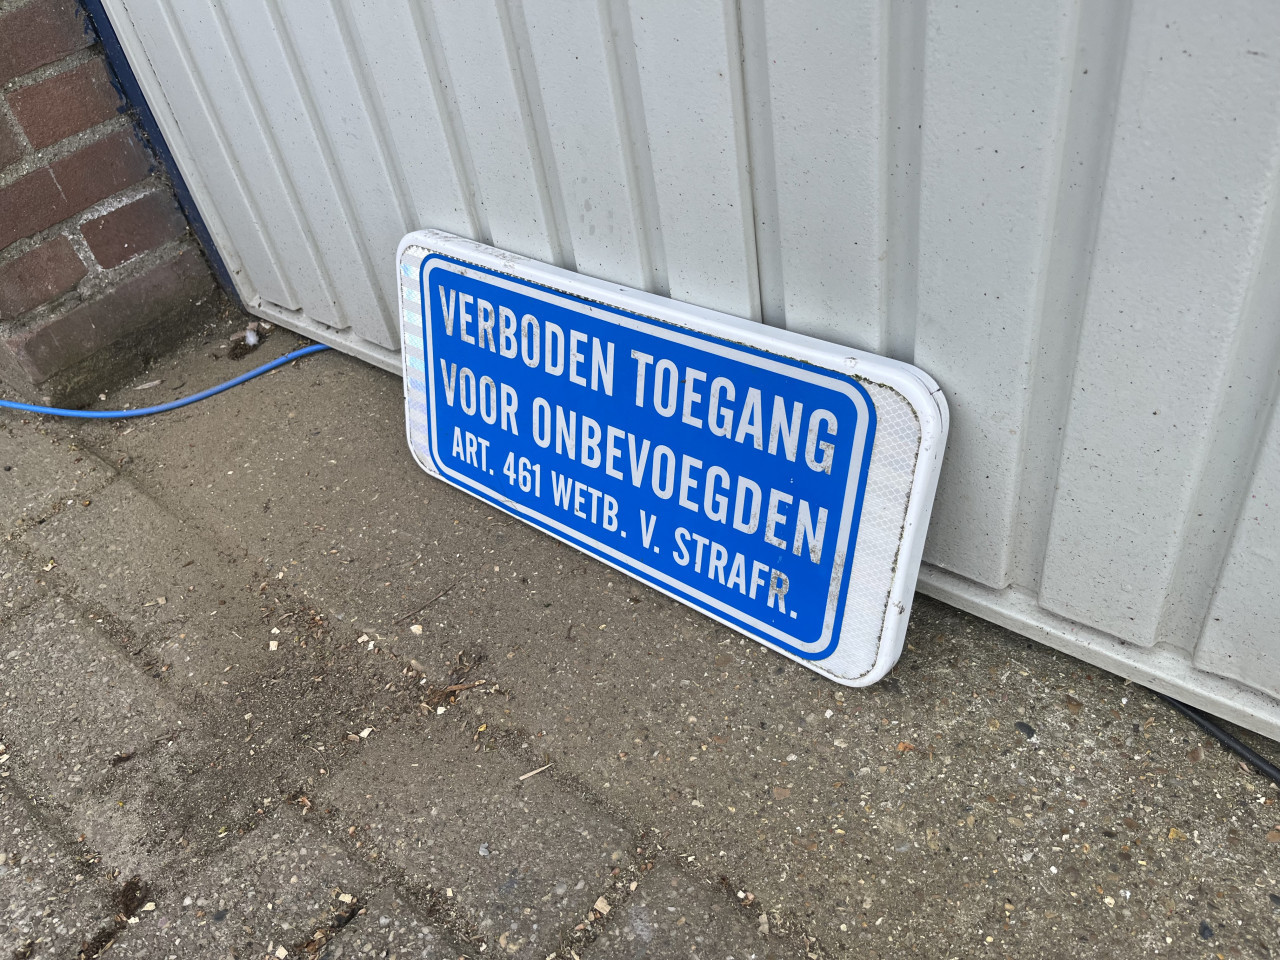 VERBODEN TOEGANG
VOOR ONBEVOEGDEN
ART. 461 WETB. V. STRAFR.